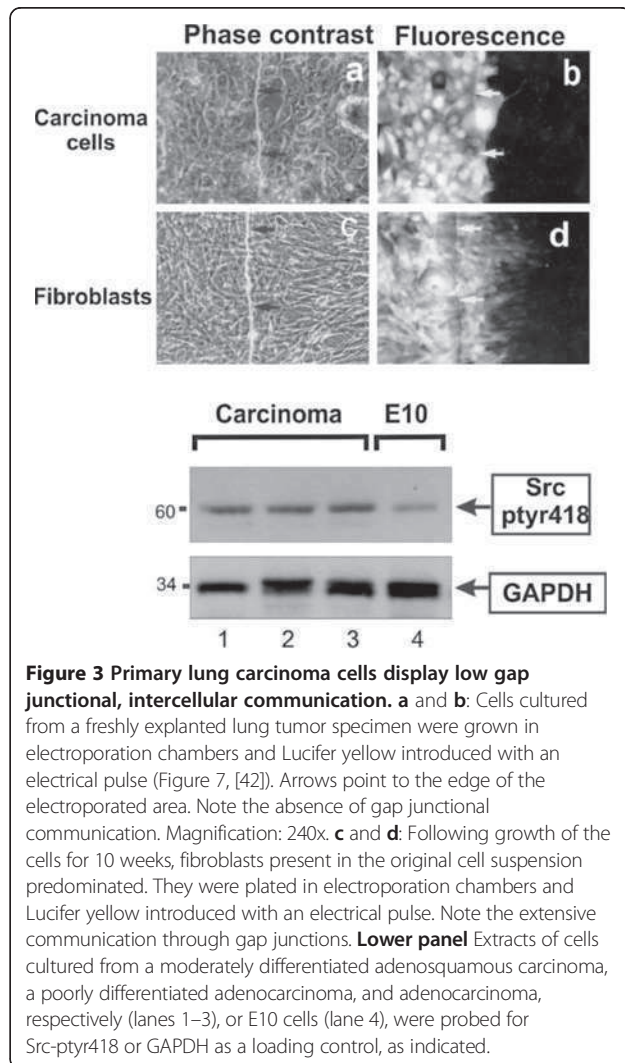 Phase contrast Fluorescence
a b
Carcinoma
cells
c d
Fibroblasts
Carcinoma E10
60
Src
ptyr418
34
GAPDH
1 2 3 4
Figure 3 Primary lung carcinoma cells display low gap
junctional, intercellular communication. a and b: Cells cultured
from a freshly explanted lung tumor specimen were grown in
electroporation chambers and Lucifer yellow introduced with an
electrical pulse (Figure 7, [42]). Arrows point to the edge of the
electroporated area. Note the absence of gap junctional
communication. Magnification: 240x. c and d: Following growth of the
cells for 10 weeks, fibroblasts present in the original cell suspension
predominated. They were plated in electroporation chambers and
Lucifer yellow introduced with an electrical pulse. Note the extensive
communication through gap junctions. Lower panel Extracts of cells
cultured from a moderately differentiated adenosquamous carcinoma,
a poorly differentiated adenocarcinoma, and adenocarcinoma,
respectively (lanes 1–3), or E10 cells (lane 4), were probed for
Src-ptyr418 or GAPDH as a loading control, as indicated.